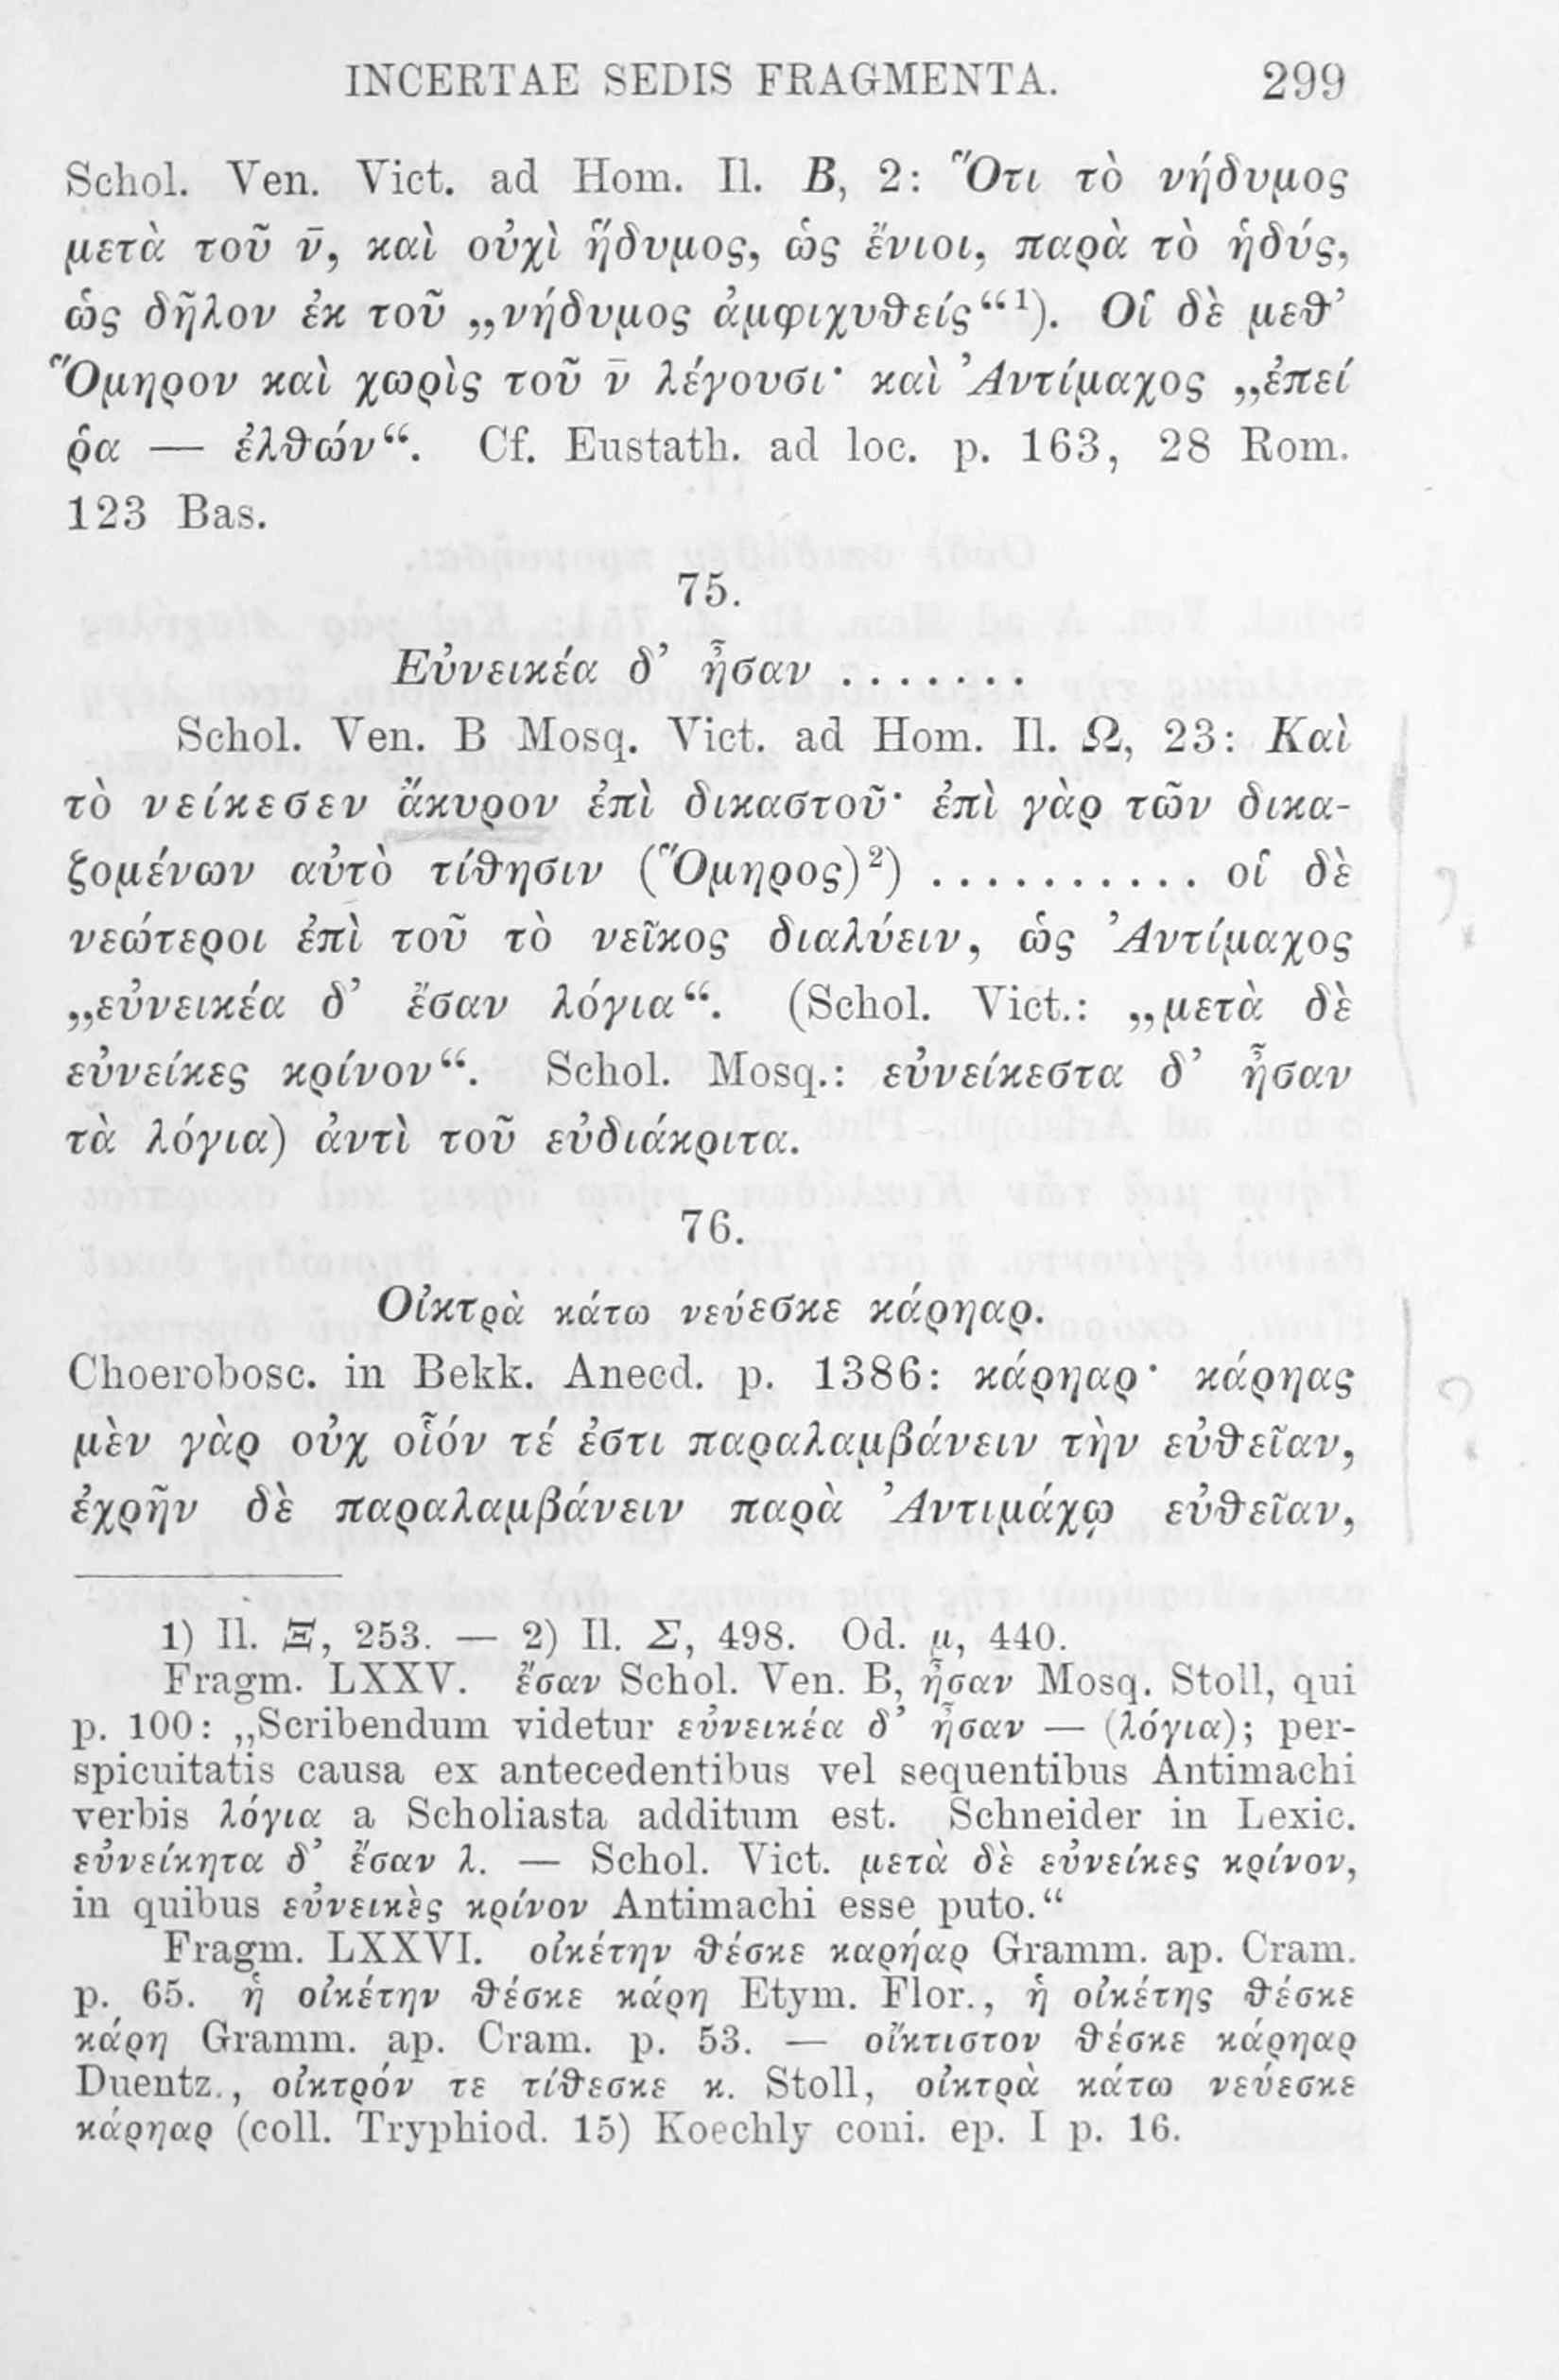 INCERTAE SEDIS FRAGMENTA. 299
Schol. Ven. Vict. ad Hom. Il. B, 2: Ὅτι τὸ νήδυμος
μετὰ τοῦ ν̄, καὶ οὐχὶ ἥδυμος, ὡς ἔνιοι, παρὰ τὸ ἡδύς,
ὡς δῆλον ἐκ τοῦ „νήδυμος ἀμφιχυθείς“¹). Οἱ δὲ μεθ’
Ὅμηρον καὶ χωρὶς τοῦ ν̄ λέγουσι· καὶ Ἀντίμαχος „ἐπεί
ῥα — ἐλθών“. Cf. Eustath. ad loc. p. 163, 28 Rom.
123 Bas.
75.
Εὐνεικέα δ’ ἦσαν .......
Schol. Ven. B Mosq. Vict. ad Hom. Il. Ω, 23: Καὶ
τὸ νείκεσεν ἄκυρον ἐπὶ δικαστοῦ· ἐπὶ γὰρ τῶν δικα-
ζομένων αὐτὸ τίθησιν (Ὅμηρος)²) ........... οἱ δὲ
νεώτεροι ἐπὶ τοῦ τὸ νεῖκος διαλύειν, ὡς Ἀντίμαχος
„εὐνεικέα δ’ ἔσαν λόγια“. (Schol. Vict.: „μετὰ δὲ
εὐνείκες κρίνον“. Schol. Mosq.: εὐνείκεστα δ’ ἦσαν
τὰ λόγια) ἀντὶ τοῦ εὐδιάκριτα.
76.
Οἰκτρὰ κάτω νεύεσκε κάρηαρ.
Choerobosc. in Bekk. Anecd. p. 1386: κάρηαρ· κάρηας
μὲν γὰρ οὐχ οἷόν τέ ἐστι παραλαμβάνειν τὴν εὐθεῖαν,
ἐχρῆν δὲ παραλαμβάνειν παρὰ Ἀντιμάχῳ εὐθεῖαν,
1) Il. Ξ, 253. — 2) Il. Σ, 498. Od. μ, 440.
Fragm. LXXV. ἔσαν Schol. Ven. B, ἦσαν Mosq. Stoll, qui
p. 100: „Scribendum videtur εὐνεικέα δ’ ἦσαν — (λόγια); per-
spicuitatis causa ex antecedentibus vel sequentibus Antimachi
verbis λόγια a Scholiasta additum est. Schneider in Lexic.
εὐνείκητα δ’ ἔσαν λ. — Schol. Vict. μετὰ δὲ εὐνείκες κρίνον,
in quibus εὐνεικὲς κρίνον Antimachi esse puto.“
Fragm. LXXVI. οἰκέτην θέσκε καρήαρ Gramm. ap. Cram.
p. 65. ἡ οἰκέτην θέσκε κάρη Etym. Flor., ἡ οἰκέτης θέσκε
κάρη Gramm. ap. Cram. p. 53. — οἴκτιστον θέσκε κάρηαρ
Duentz., οἰκτρόν τε τίθεσκε κ. Stoll, οἰκτρὰ κάτω νεύεσκε
κάρηαρ (coll. Tryphiod. 15) Koechly coni. ep. I p. 16.